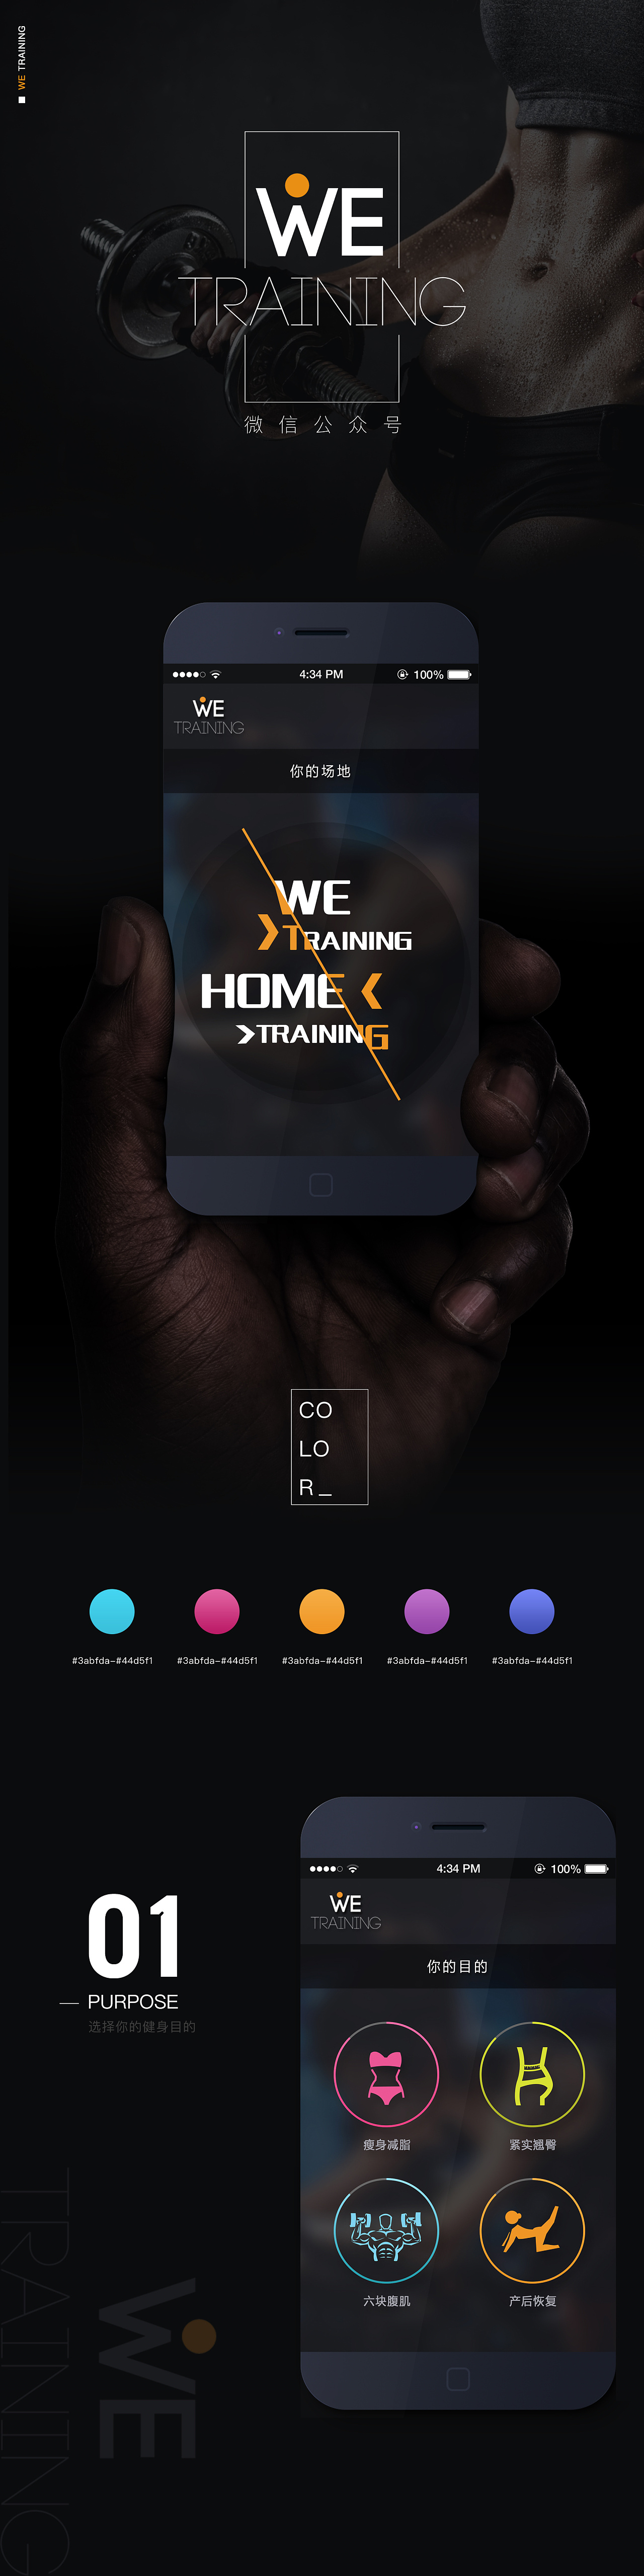 WE TRAINING
WE
TRAINING
微信公众号
4:34 PM
100%
WE
TRAINING
你的场地
WE
TRAINING
HOME
TRAINING
CO
LO
R_
#3abfda-#44d5f1
#3abfda-#44d5f1
#3abfda-#44d5f1
#3abfda-#44d5f1
#3abfda-#44d5f1
01
PURPOSE
选择你的健身目的
4:34 PM
100%
WE
TRAINING
你的目的
瘦身减脂
紧实翘臀
六块腹肌
产后恢复
WE
TRAINING